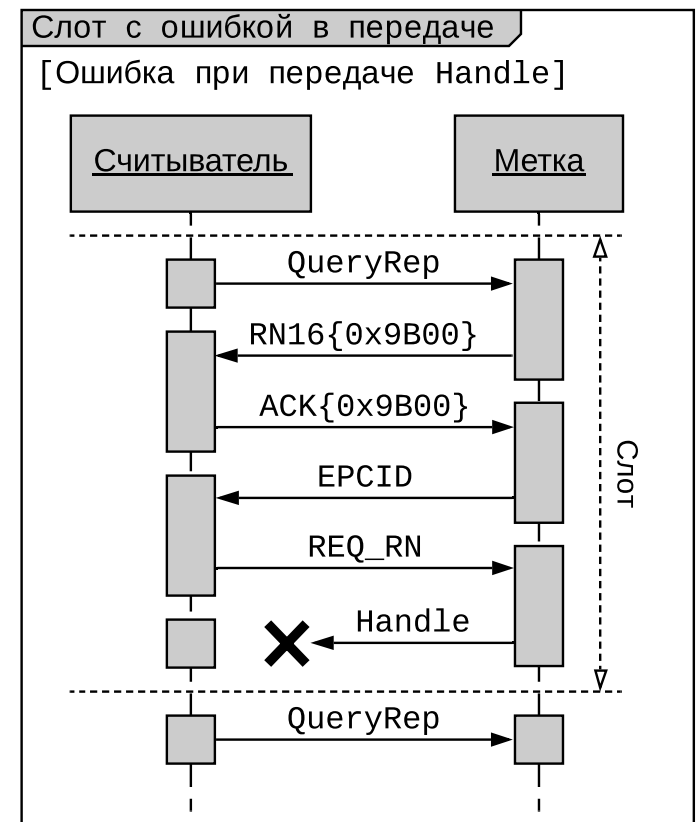 Слот с ошибкой в передаче
[Ошибка при передаче Handle]
Считыватель
Метка
QueryRep
RN16{0x9B00}
ACK{0x9B00}
EPCID
REQ_RN
Handle
Слот
QueryRep